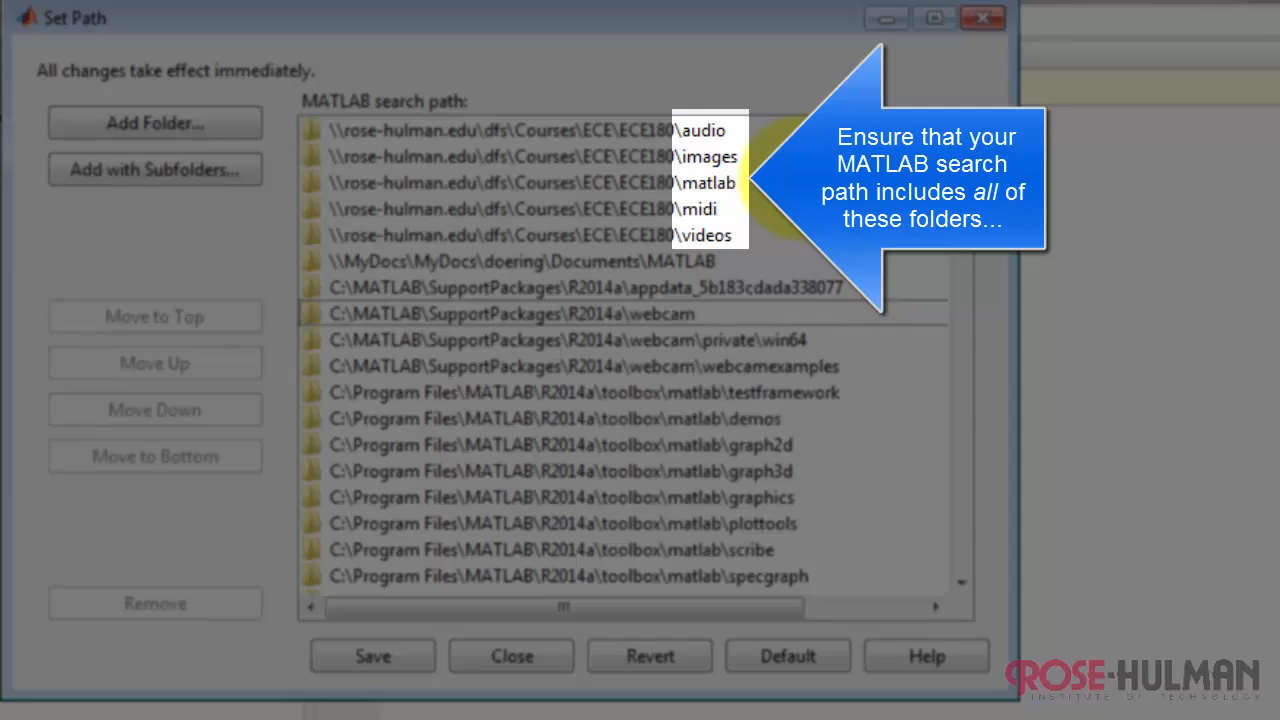 Set Path
All changes take effect immediately.
Add Folder...
Add with Subfolders...
Move to Top
Move Up
Move Down
Move to Bottom
Remove
MATLAB search path:
\\rose-hulman.edu\dfs\Courses\ECE\ECE180\audio
\\rose-hulman.edu\dfs\Courses\ECE\ECE180\images
\\rose-hulman.edu\dfs\Courses\ECE\ECE180\matlab
\\rose-hulman.edu\dfs\Courses\ECE\ECE180\midi
\\rose-hulman.edu\dfs\Courses\ECE\ECE180\videos
\\MyDocs\MyDocs\doering\Documents\MATLAB
C:\MATLAB\SupportPackages\R2014a\appdata_5b183cdada338077
C:\MATLAB\SupportPackages\R2014a\webcam
C:\MATLAB\SupportPackages\R2014a\webcam\private\win64
C:\MATLAB\SupportPackages\R2014a\webcam\webcamexamples
C:\Program Files\MATLAB\R2014a\toolbox\matlab\testframework
C:\Program Files\MATLAB\R2014a\toolbox\matlab\demos
C:\Program Files\MATLAB\R2014a\toolbox\matlab\graph2d
C:\Program Files\MATLAB\R2014a\toolbox\matlab\graph3d
C:\Program Files\MATLAB\R2014a\toolbox\matlab\graphics
C:\Program Files\MATLAB\R2014a\toolbox\matlab\plottools
C:\Program Files\MATLAB\R2014a\toolbox\matlab\scribe
C:\Program Files\MATLAB\R2014a\toolbox\matlab\specgraph
Save
Close
Revert
Default
Help
Ensure that your
MATLAB search
path includes all of
these folders...
ROSE-HULMAN
INSTITUTE OF TECHNOLOGY